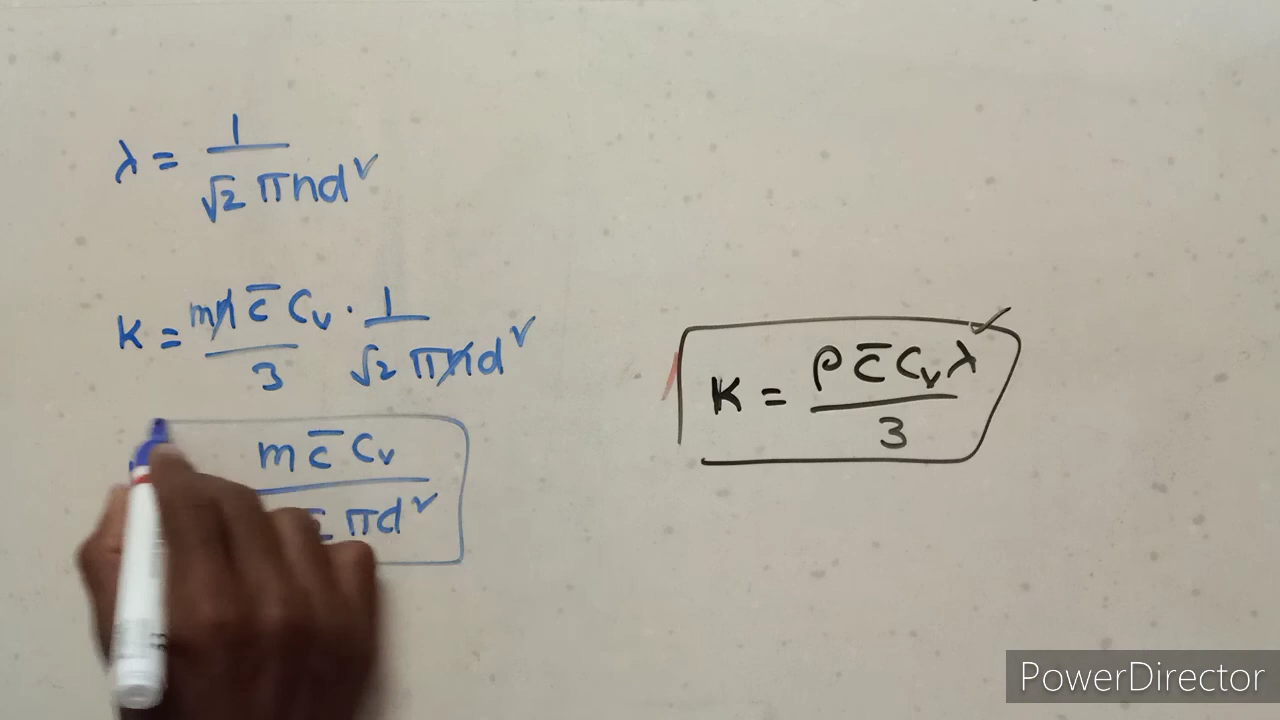 λ = 1 / √2 πnd²
K = mn c̄ Cᵥ / 3 · 1 / √2 πnd²
m c̄ Cᵥ / πd²
K = ρ c̄ Cᵥ λ / 3
PowerDirector